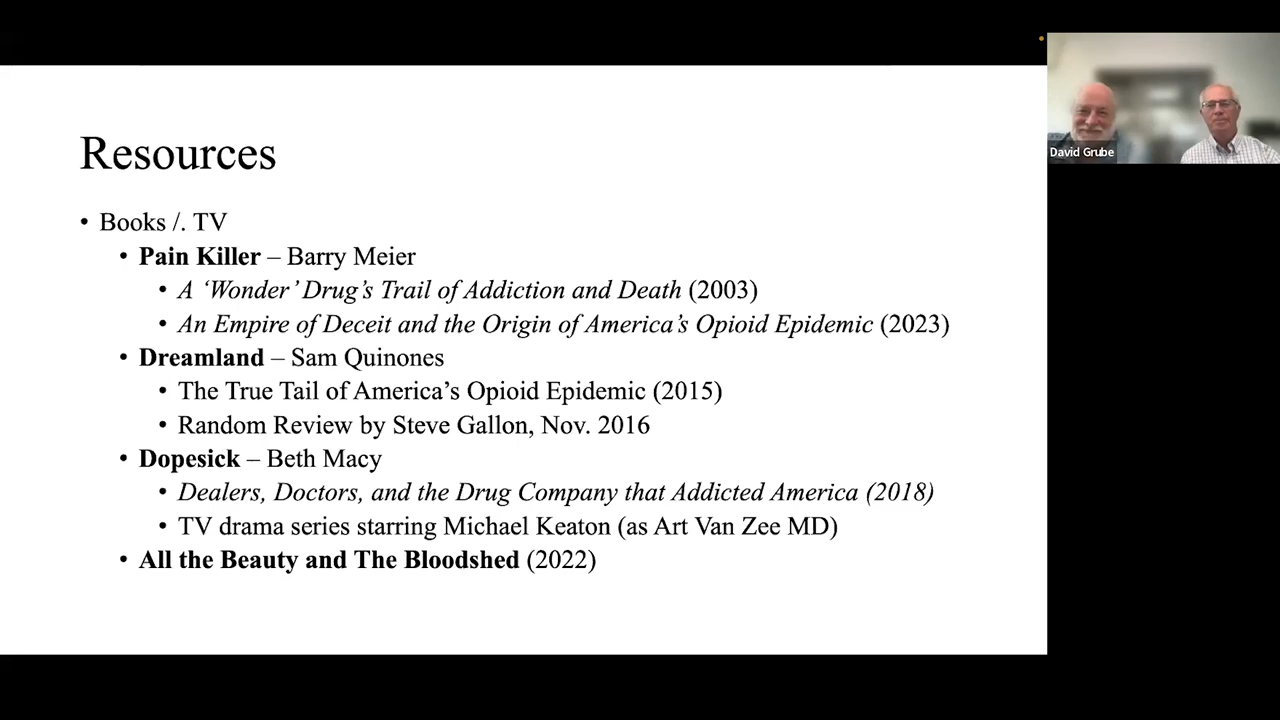 Resources
• Books /. TV
• Pain Killer – Barry Meier
• A ‘Wonder’ Drug’s Trail of Addiction and Death (2003)
• An Empire of Deceit and the Origin of America’s Opioid Epidemic (2023)
• Dreamland – Sam Quinones
• The True Tail of America’s Opioid Epidemic (2015)
• Random Review by Steve Gallon, Nov. 2016
• Dopesick – Beth Macy
• Dealers, Doctors, and the Drug Company that Addicted America (2018)
• TV drama series starring Michael Keaton (as Art Van Zee MD)
• All the Beauty and The Bloodshed (2022)
David Grube